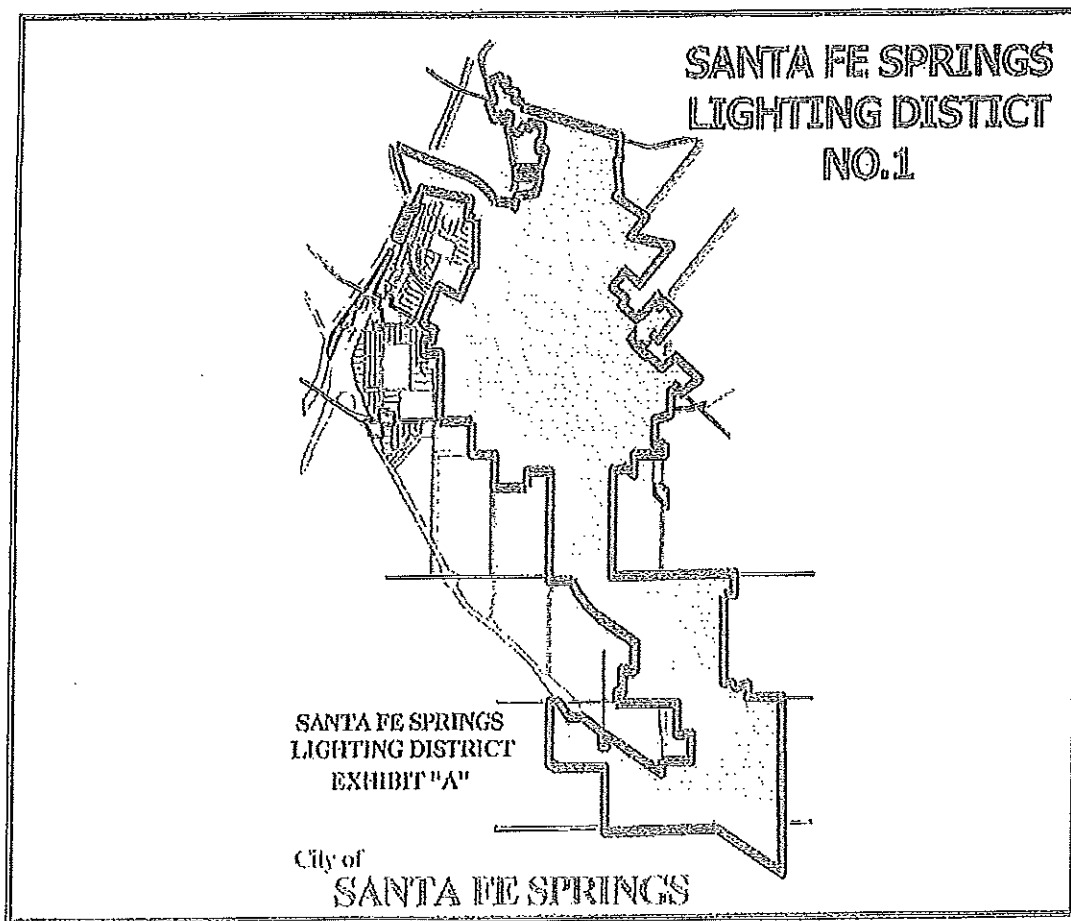 SANTA FE SPRINGS
LIGHTING DISTICT
NO.1
SANTA FE SPRINGS
LIGHTING DISTRICT
EXHIBIT "A"
City of
SANTA FE SPRINGS